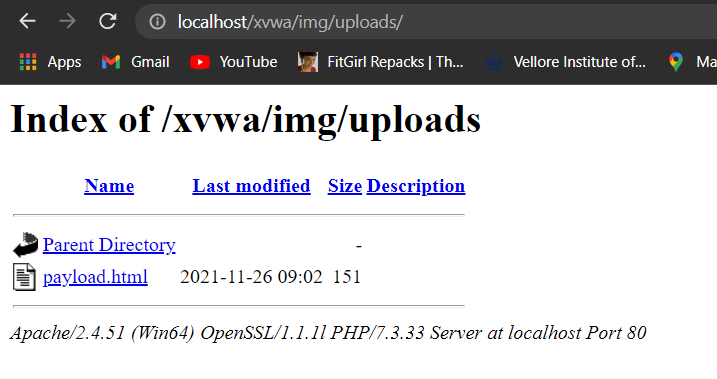 localhost/xvwa/img/uploads/
Apps Gmail YouTube FitGirl Repacks | Th... Vellore Institute of... Ma
Index of /xvwa/img/uploads
Name Last modified Size Description
Parent Directory -
payload.html 2021-11-26 09:02 151
Apache/2.4.51 (Win64) OpenSSL/1.1.1l PHP/7.3.33 Server at localhost Port 80